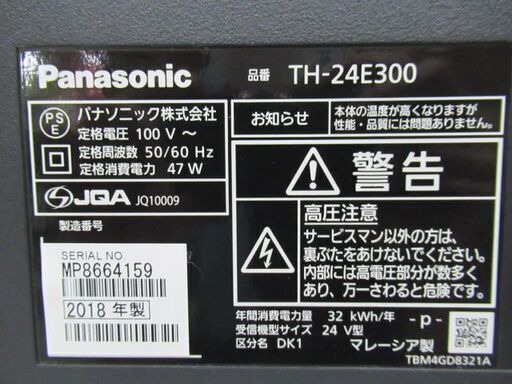 Panasonic
品番 TH-24E300
PS
E
パナソニック株式会社
定格電圧 100 V ～
定格周波数 50/60 Hz
定格消費電力 47 W
JQA JQ10009
製造番号
SERIAL NO.
MP8664159
2018 年製
お知らせ
本体の温度が高くなりますが
性能・品質には問題ありません。
警告
高圧注意
サービスマン以外の方は、
裏ぶたをあけないでください。
内部には高電圧部分が数多く
あり、万一さわると危険です。
年間消費電力量 32 kWh/年
受信機型サイズ 24 V型
区分名 DK1
-p-
マレーシア製
TBM4GD8321A